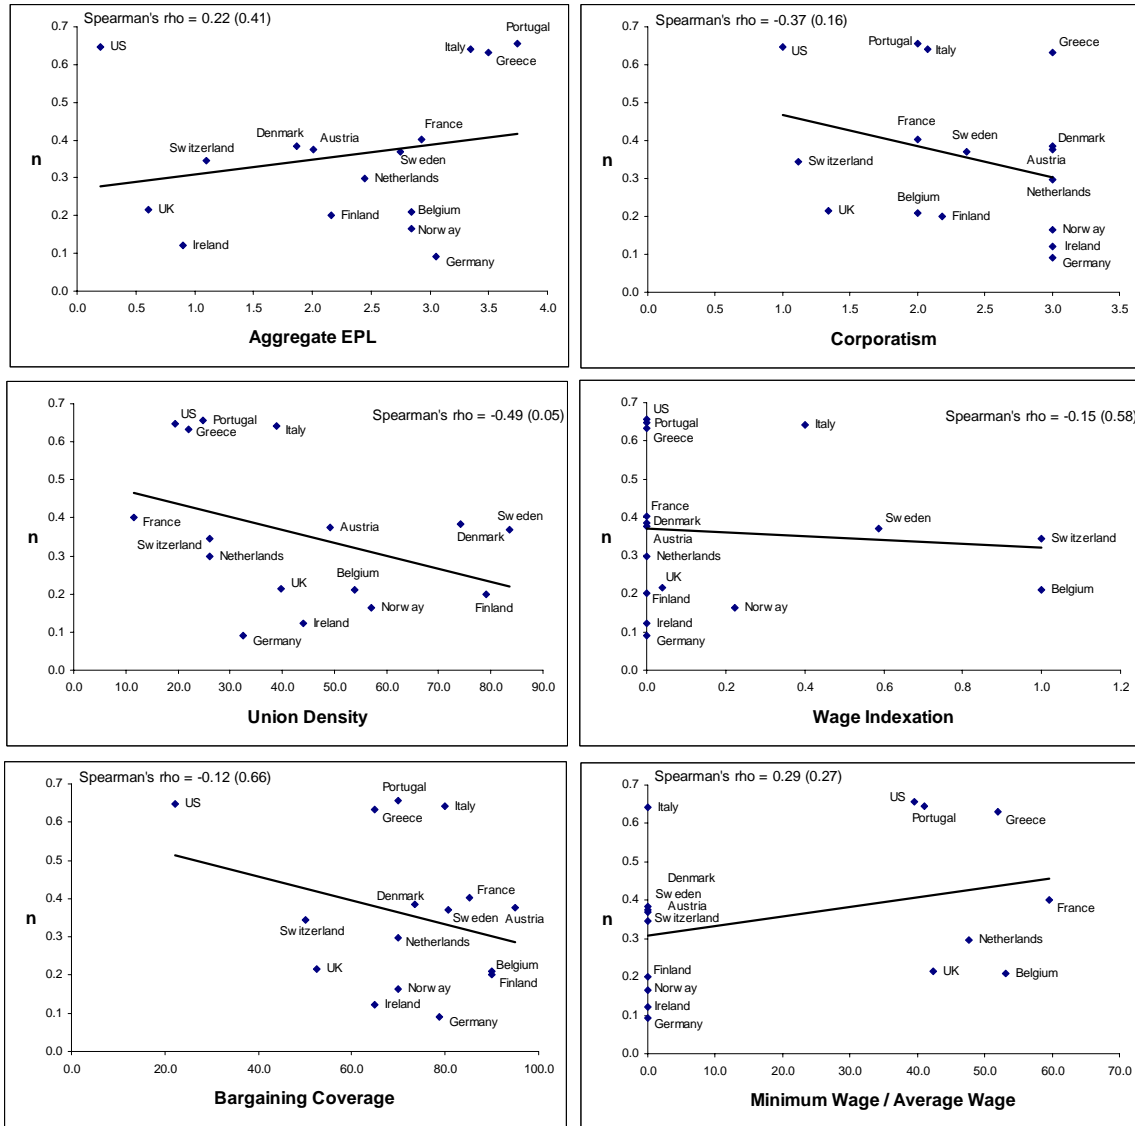 Spearman's rho = 0.22 (0.41)
0.7
0.6
0.5
0.4
0.3
0.2
0.1
0.0
n
US
Portugal
Italy
Greece
France
Denmark
Austria
Switzerland
Sweden
Netherlands
UK
Finland
Belgium
Norway
Ireland
Germany
0.0 0.5 1.0 1.5 2.0 2.5 3.0 3.5 4.0
Aggregate EPL
Spearman's rho = -0.37 (0.16)
0.7
0.6
0.5
0.4
0.3
0.2
0.1
0.0
n
US
Portugal
Italy
Greece
France
Sweden
Denmark
Austria
Switzerland
Netherlands
Belgium
UK
Finland
Norway
Ireland
Germany
0.0 0.5 1.0 1.5 2.0 2.5 3.0 3.5
Corporatism
Spearman's rho = -0.49 (0.05)
0.7
0.6
0.5
0.4
0.3
0.2
0.1
0.0
n
US
Portugal
Greece
Italy
France
Austria
Sweden
Denmark
Switzerland
Netherlands
UK
Belgium
Finland
Norway
Ireland
Germany
0.0 10.0 20.0 30.0 40.0 50.0 60.0 70.0 80.0 90.0
Union Density
Spearman's rho = -0.15 (0.58)
0.7
0.6
0.5
0.4
0.3
0.2
0.1
0.0
n
US
Portugal
Greece
Italy
France
Denmark
Austria
Sweden
Switzerland
Netherlands
UK
Finland
Belgium
Norway
Ireland
Germany
0.0 0.2 0.4 0.6 0.8 1.0 1.2
Wage Indexation
Spearman's rho = -0.12 (0.66)
0.7
0.6
0.5
0.4
0.3
0.2
0.1
0.0
n
US
Portugal
Greece
Italy
Denmark
France
Sweden
Austria
Switzerland
Netherlands
UK
Belgium
Finland
Norway
Ireland
Germany
0.0 20.0 40.0 60.0 80.0 100.0
Bargaining Coverage
Spearman's rho = 0.29 (0.27)
0.7
0.6
0.5
0.4
0.3
0.2
0.1
0.0
n
Italy
US
Portugal
Greece
Denmark
Sweden
Austria
Switzerland
France
Netherlands
Finland
UK
Belgium
Norway
Ireland
Germany
0.0 10.0 20.0 30.0 40.0 50.0 60.0 70.0
Minimum Wage / Average Wage